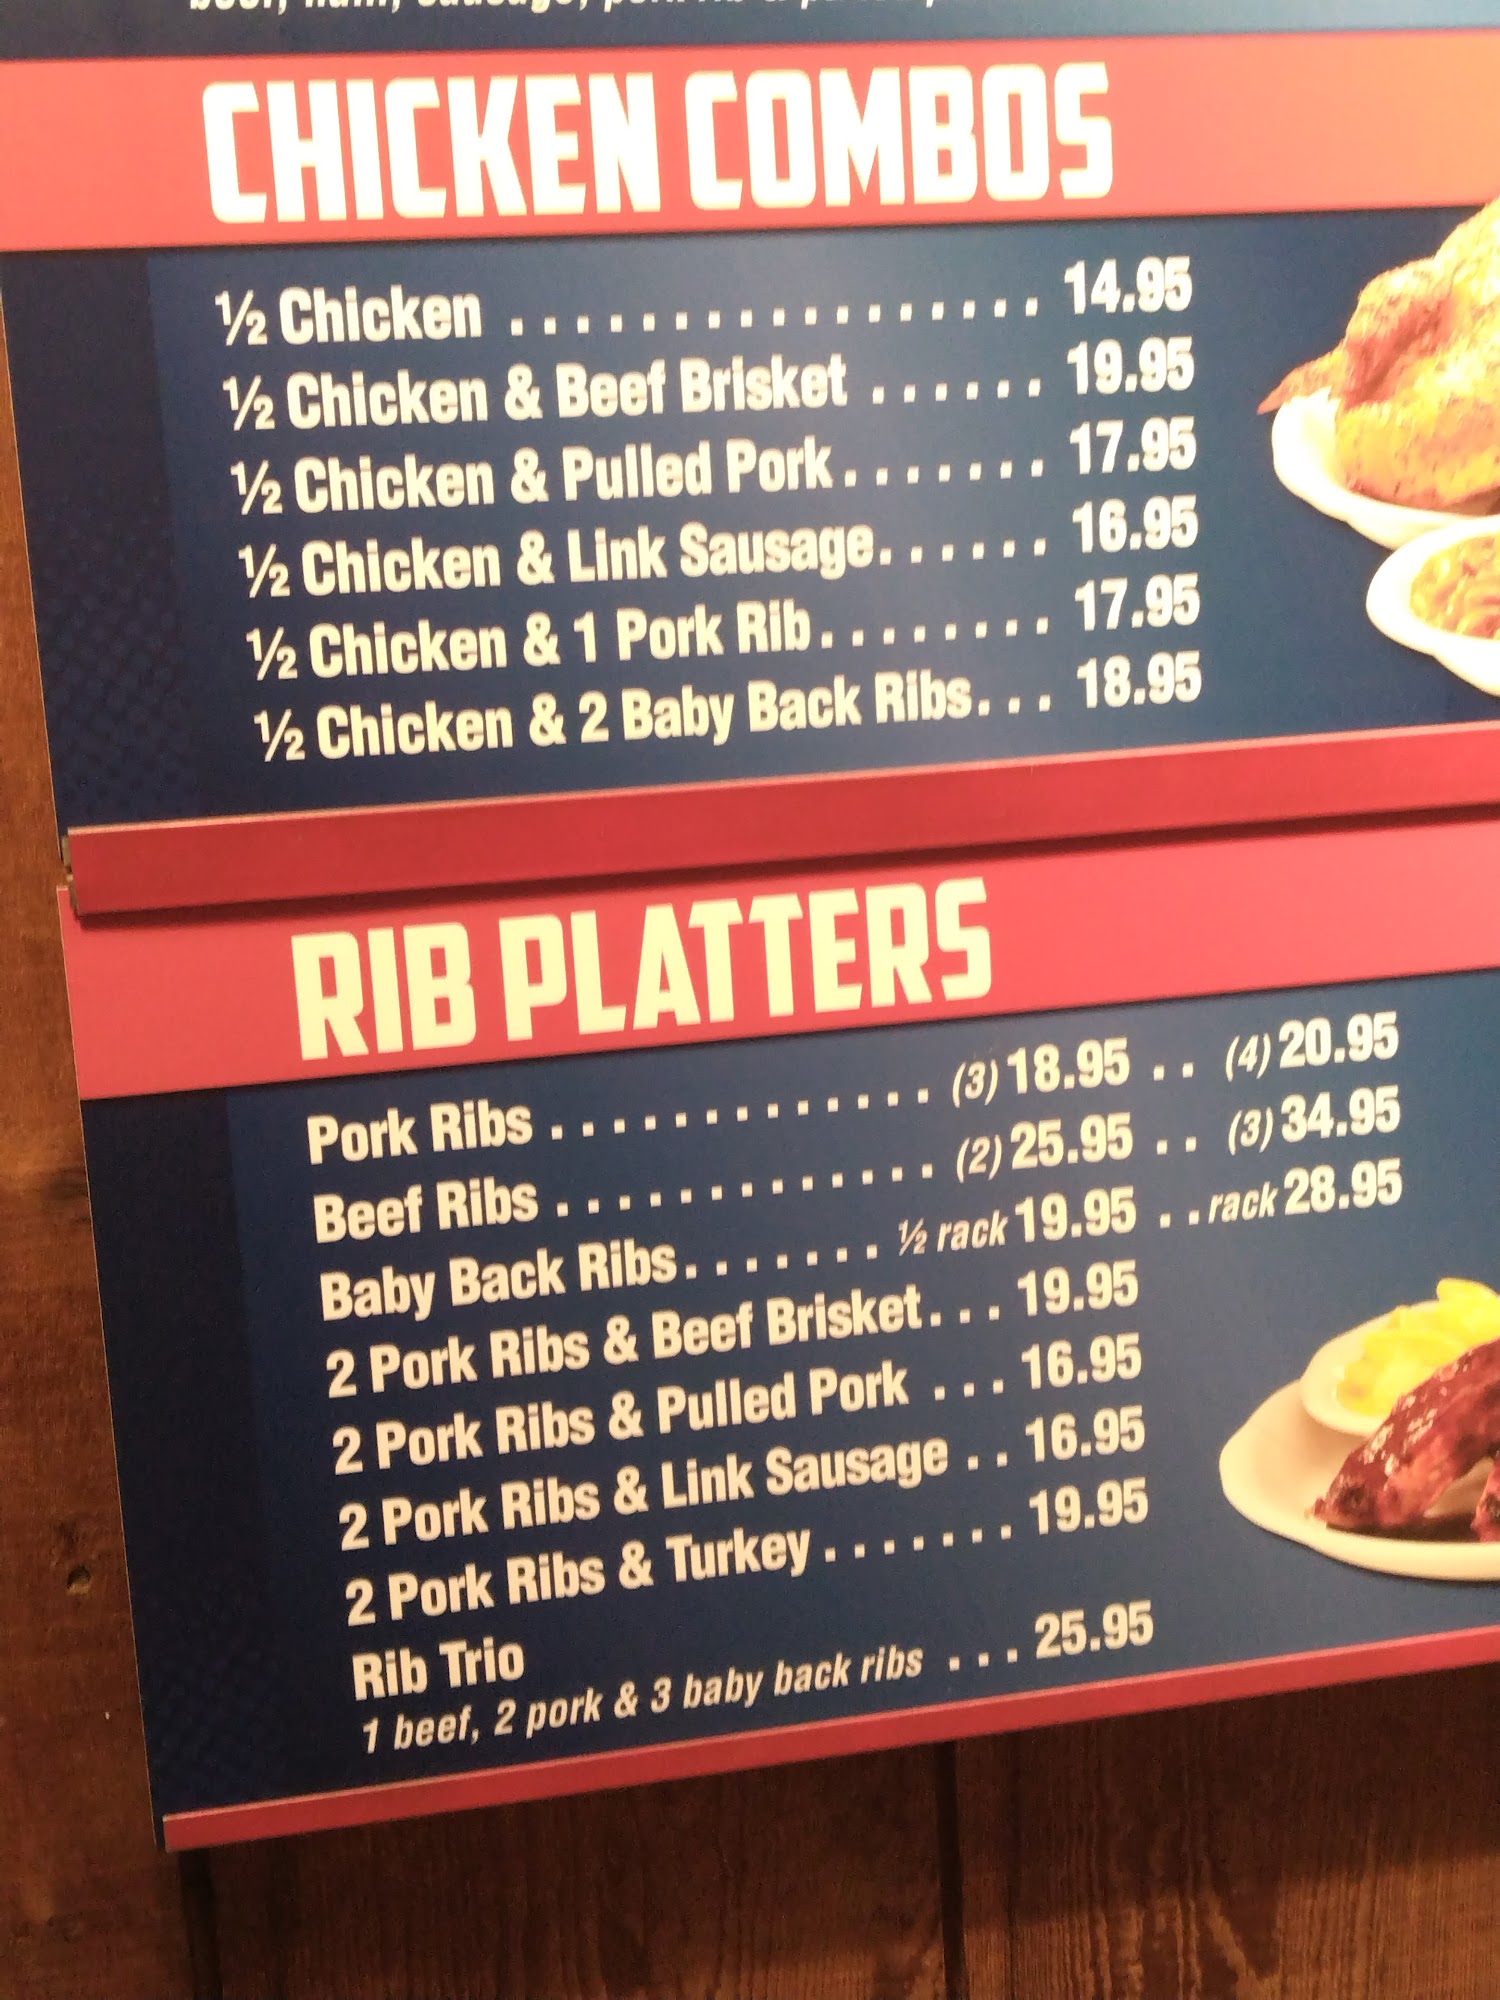 CHICKEN COMBOS
½ Chicken . . . . . . . . . . . . . . . . . 14.95
½ Chicken & Beef Brisket . . . . . . 19.95
½ Chicken & Pulled Pork. . . . . . . 17.95
½ Chicken & Link Sausage. . . . . . 16.95
½ Chicken & 1 Pork Rib. . . . . . . . 17.95
½ Chicken & 2 Baby Back Ribs. . . 18.95
RIB PLATTERS
Pork Ribs . . . . . . . . . . . . . (3) 18.95 . . (4) 20.95
Beef Ribs . . . . . . . . . . . . . (2) 25.95 . . (3) 34.95
Baby Back Ribs. . . . . . . ½ rack 19.95 . . rack 28.95
2 Pork Ribs & Beef Brisket. . . 19.95
2 Pork Ribs & Pulled Pork . . . 16.95
2 Pork Ribs & Link Sausage . . 16.95
2 Pork Ribs & Turkey . . . . . . . 19.95
Rib Trio
1 beef, 2 pork & 3 baby back ribs . . . 25.95